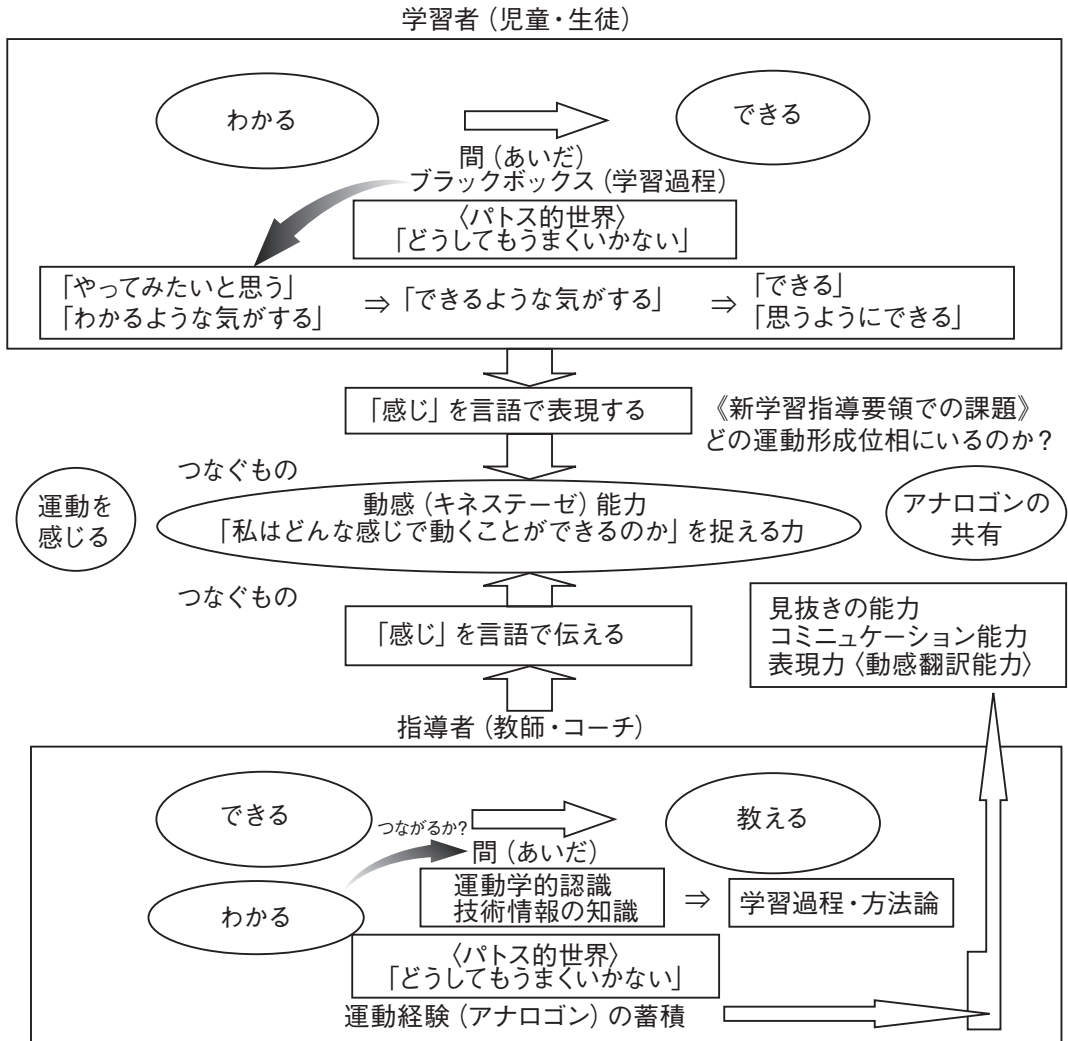 学習者（児童・生徒）
わかる
できる
間（あいだ）
ブラックボックス（学習過程）
〈パトス的世界〉
「どうしてもうまくいかない」
「やってみたいと思う」
「わかるような気がする」
⇒「できるような気がする」
⇒
「できる」
「思うようにできる」
「感じ」を言語で表現する
《新学習指導要領での課題》
どの運動形成位相にいるのか？
つなぐもの
運動を
感じる
動感（キネステーゼ）能力
「私はどんな感じで動くことができるのか」を捉える力
アナロゴンの
共有
つなぐもの
「感じ」を言語で伝える
見抜きの能力
コミニュケーション能力
表現力〈動感翻訳能力〉
指導者（教師・コーチ）
できる
つながるか？
教える
間（あいだ）
わかる
運動学的認識
技術情報の知識
⇒
学習過程・方法論
〈パトス的世界〉
「どうしてもうまくいかない」
運動経験（アナロゴン）の蓄積